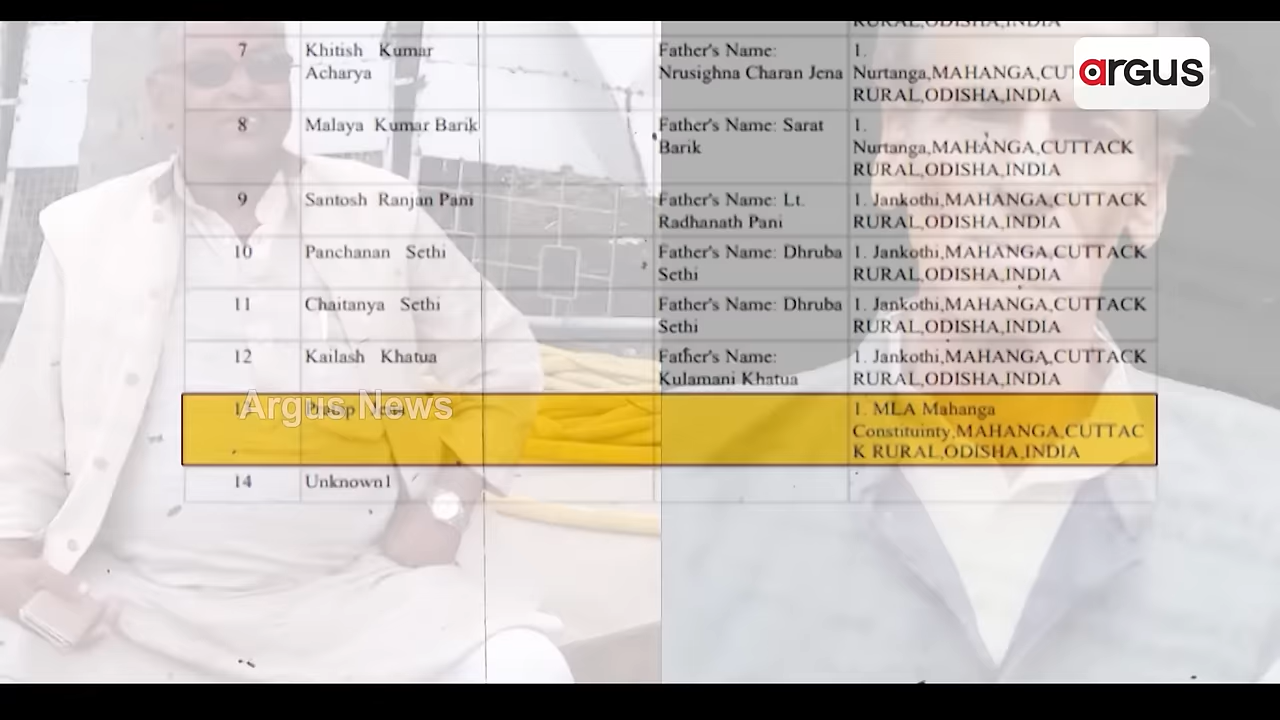 RURAL,ODISHA,INDIA
argus
7 Khitish Kumar Father's Name: 1.
Acharya Nrusighna Charan Jena Nurtanga,MAHANGA,CUT
RURAL,ODISHA,INDIA
8 Malaya Kumar Barik Father's Name: Sarat 1.
Barik Nurtanga,MAHANGA,CUTTACK
RURAL,ODISHA,INDIA
9 Santosh Ranjan Pani Father's Name: Lt. 1. Jankothi,MAHANGA,CUTTACK
Radhanath Pani RURAL,ODISHA,INDIA
10 Panchanan Sethi Father's Name: Dhruba 1. Jankothi,MAHANGA,CUTTACK
Sethi RURAL,ODISHA,INDIA
11 Chaitanya Sethi Father's Name: Dhruba 1. Jankothi,MAHANGA,CUTTACK
Sethi RURAL,ODISHA,INDIA
12 Kailash Khatua Father's Name: 1. Jankothi,MAHANGA,CUTTACK
Kulamani Khatua RURAL,ODISHA,INDIA
Argus News
1. MLA Mahanga
Constituinty,MAHANGA,CUTTAC
K RURAL,ODISHA,INDIA
14 Unknown1